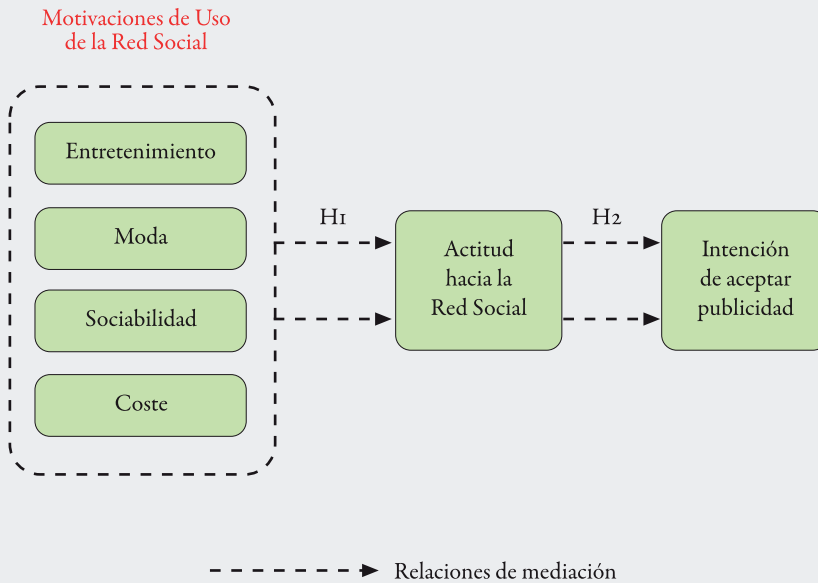 Motivaciones de Uso
de la Red Social
Entretenimiento
Moda
Sociabilidad
Coste
H1
Actitud
hacia la
Red Social
H2
Intención
de aceptar
publicidad
Relaciones de mediación